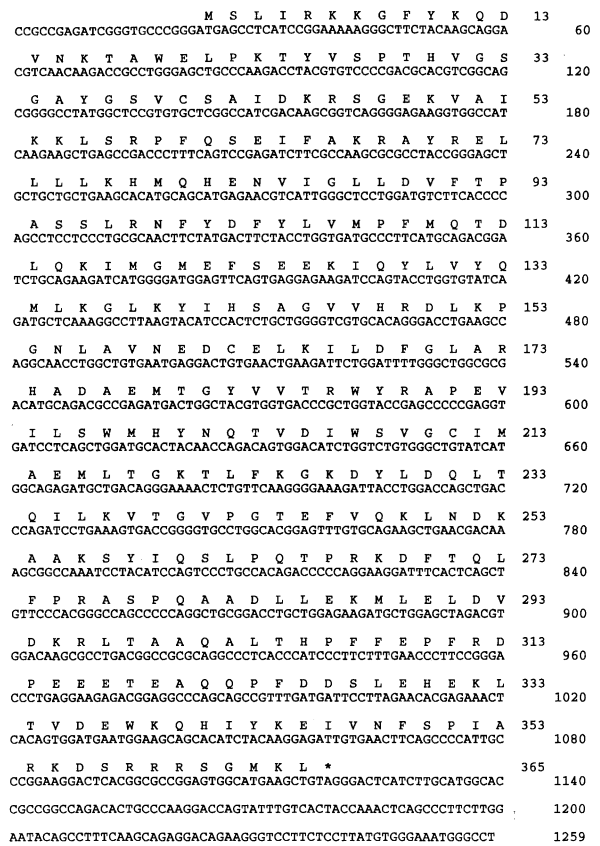 M S L I R K K G F Y K Q D 13
CCGCCGAGATCGGGTGCCCGGGATGAGCCTCATCCGGAAAAAGGGCTTCTACAAGCAGGA 60
V N K T A W E L P K T Y V S P T H V G S 33
CGTCAACAAGACCGCCTGGGAGCTGCCCAAGACCTACGTGTCCCCGACGCACGTCGGCAG 120
G A Y G S V C S A I D K R S G E K V A I 53
CGGGGCCTATGGCTCCGTGTGCTCGGCCATCGACAAGCGGTCAGGGGAGAAGGTGGCCAT 180
K K L S R P F Q S E I F A K R A Y R E L 73
CAAGAAGCTGAGCCGACCCTTTCAGTCCGAGATCTTCGCCAAGCGCGCCTACCGGGAGCT 240
L L L K H M Q H E N V I G L L D V F T P 93
GCTGCTGCTGAAGCACATGCAGCATGAGAACGTCATTGGGCTCCTGGATGTCTTCACCCC 300
A S S L R N F Y D F Y L V M P F M Q T D 113
AGCCTCCTCCCTGCGCAACTTCTATGACTTCTACCTGGTGATGCCCTTCATGCAGACGGA 360
L Q K I M G M E F S E E K I Q Y L V Y Q 133
TCTGCAGAAGATCATGGGGATGGAGTTCAGTGAGGAGAAGATCCAGTACCTGGTGTATCA 420
M L K G L K Y I H S A G V V H R D L K P 153
GATGCTCAAAGGCCTTAAGTACATCCACTCTGCTGGGGTCGTGCACAGGGACCTGAAGCC 480
G N L A V N E D C E L K I L D F G L A R 173
AGGCAACCTGGCTGTGAATGAGGACTGTGAACTGAAGATTCTGGATTTTGGGCTGGCGCG 540
H A D A E M T G Y V V T R W Y R A P E V 193
ACATGCAGACGCCGAGATGACTGGCTACGTGGTGACCCGCTGGTACCGAGCCCCCGAGGT 600
I L S W M H Y N Q T V D I W S V G C I M 213
GATCCTCAGCTGGATGCACTACAACCAGACAGTGGACATCTGGTCTGTGGGCTGTATCAT 660
A E M L T G K T L F K G K D Y L D Q L T 233
GGCAGAGATGCTGACAGGGAAAACTCTGTTCAAGGGGAAAGATTACCTGGACCAGCTGAC 720
Q I L K V T G V P G T E F V Q K L N D K 253
CCAGATCCTGAAAGTGACCGGGGTGCCTGGCACGGAGTTTGTGCAGAAGCTGAACGACAA 780
A A K S Y I Q S L P Q T P R K D F T Q L 273
AGCGGCCAAATCCTACATCCAGTCCCTGCCACAGACCCCCAGGAAGGATTTCACTCAGCT 840
F P R A S P Q A A D L L E K M L E L D V 293
GTTCCCACGGGCCAGCCCCCAGGCTGCGGACCTGCTGGAGAAGATGCTGGAGCTAGACGT 900
D K R L T A A Q A L T H P F F E P F R D 313
GGACAAGCGCCTGACGGCCGCGCAGGCCCTCACCCATCCCTTCTTTGAACCCTTCCGGGA 960
P E E E T E A Q Q P F D D S L E H E K L 333
CCCTGAGGAAGAGACGGAGGCCCAGCAGCCGTTTGATGATTCCTTAGAACACGAGAAACT 1020
T V D E W K Q H I Y K E I V N F S P I A 353
CACAGTGGATGAATGGAAGCAGCACATCTACAAGGAGATTGTGAACTTCAGCCCCATTGC 1080
R K D S R R R S G M K L * 365
CCGGAAGGACTCACGGCGCCGGAGTGGCATGAAGCTGTAGGGACTCATCTTGCATGGCAC 1140
CGCCGGCCAGACACTGCCCAAGGACCAGTATTTGTCACTACCAAACTCAGCCCTTCTTGG 1200
AATACAGCCTTTCAAGCAGAGGACAGAAGGGTCCTTCTCCTTATGTGGGAAATGGGCCT 1259